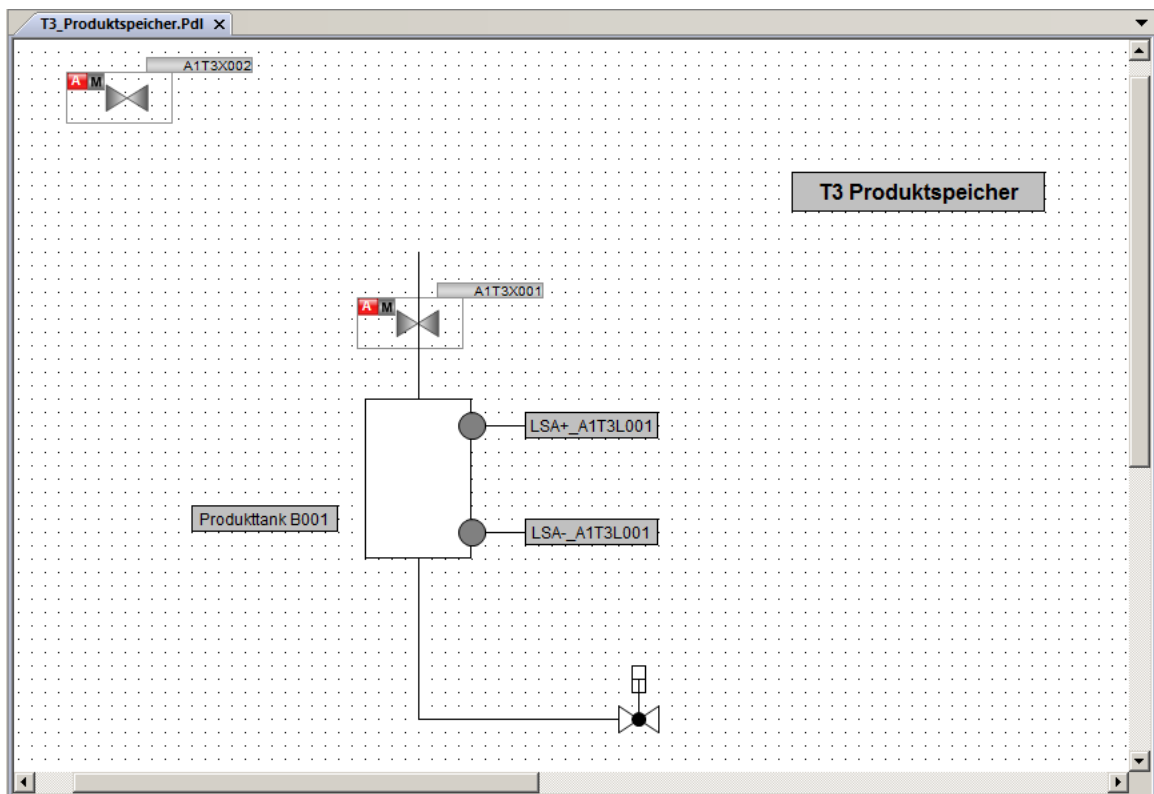 T3_Produktspeicher.Pdl X
A1T3X002
A M
T3 Produktspeicher
A1T3X001
A M
LSA+_A1T3L001
Produkttank B001
LSA-_A1T3L001